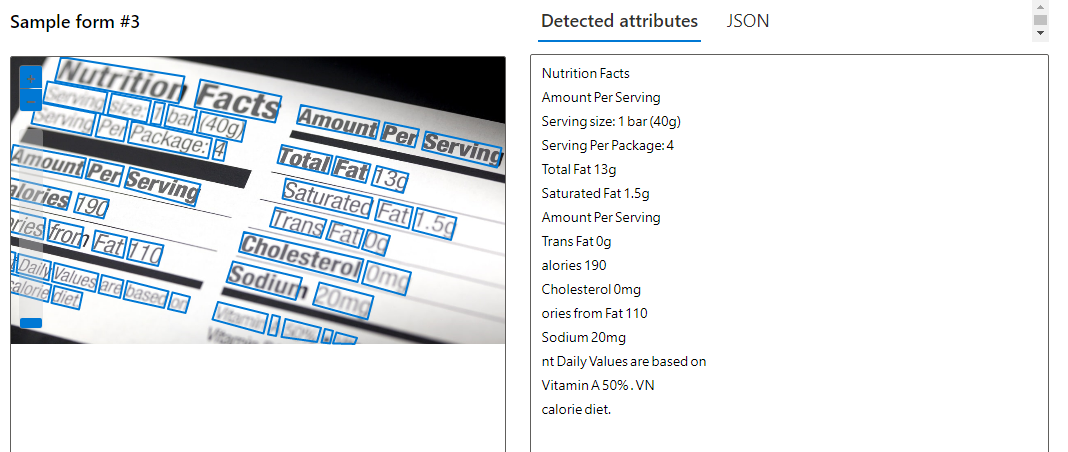 Sample form #3
Nutrition Facts
Serving size: 1 bar (40g)
Serving Per Package: 4
Amount Per Serving
alories 190
ories from Fat 110
Daily Values are based on
calorie diet.
Amount Per Serving
Total Fat 13g
Saturated Fat 1.5g
Trans Fat 0g
Cholesterol 0mg
Sodium 20mg
Vitamin A 50%
Detected attributes
JSON
Nutrition Facts
Amount Per Serving
Serving size: 1 bar (40g)
Serving Per Package: 4
Total Fat 13g
Saturated Fat 1.5g
Amount Per Serving
Trans Fat 0g
alories 190
Cholesterol 0mg
ories from Fat 110
Sodium 20mg
nt Daily Values are based on
Vitamin A 50% . VN
calorie diet.